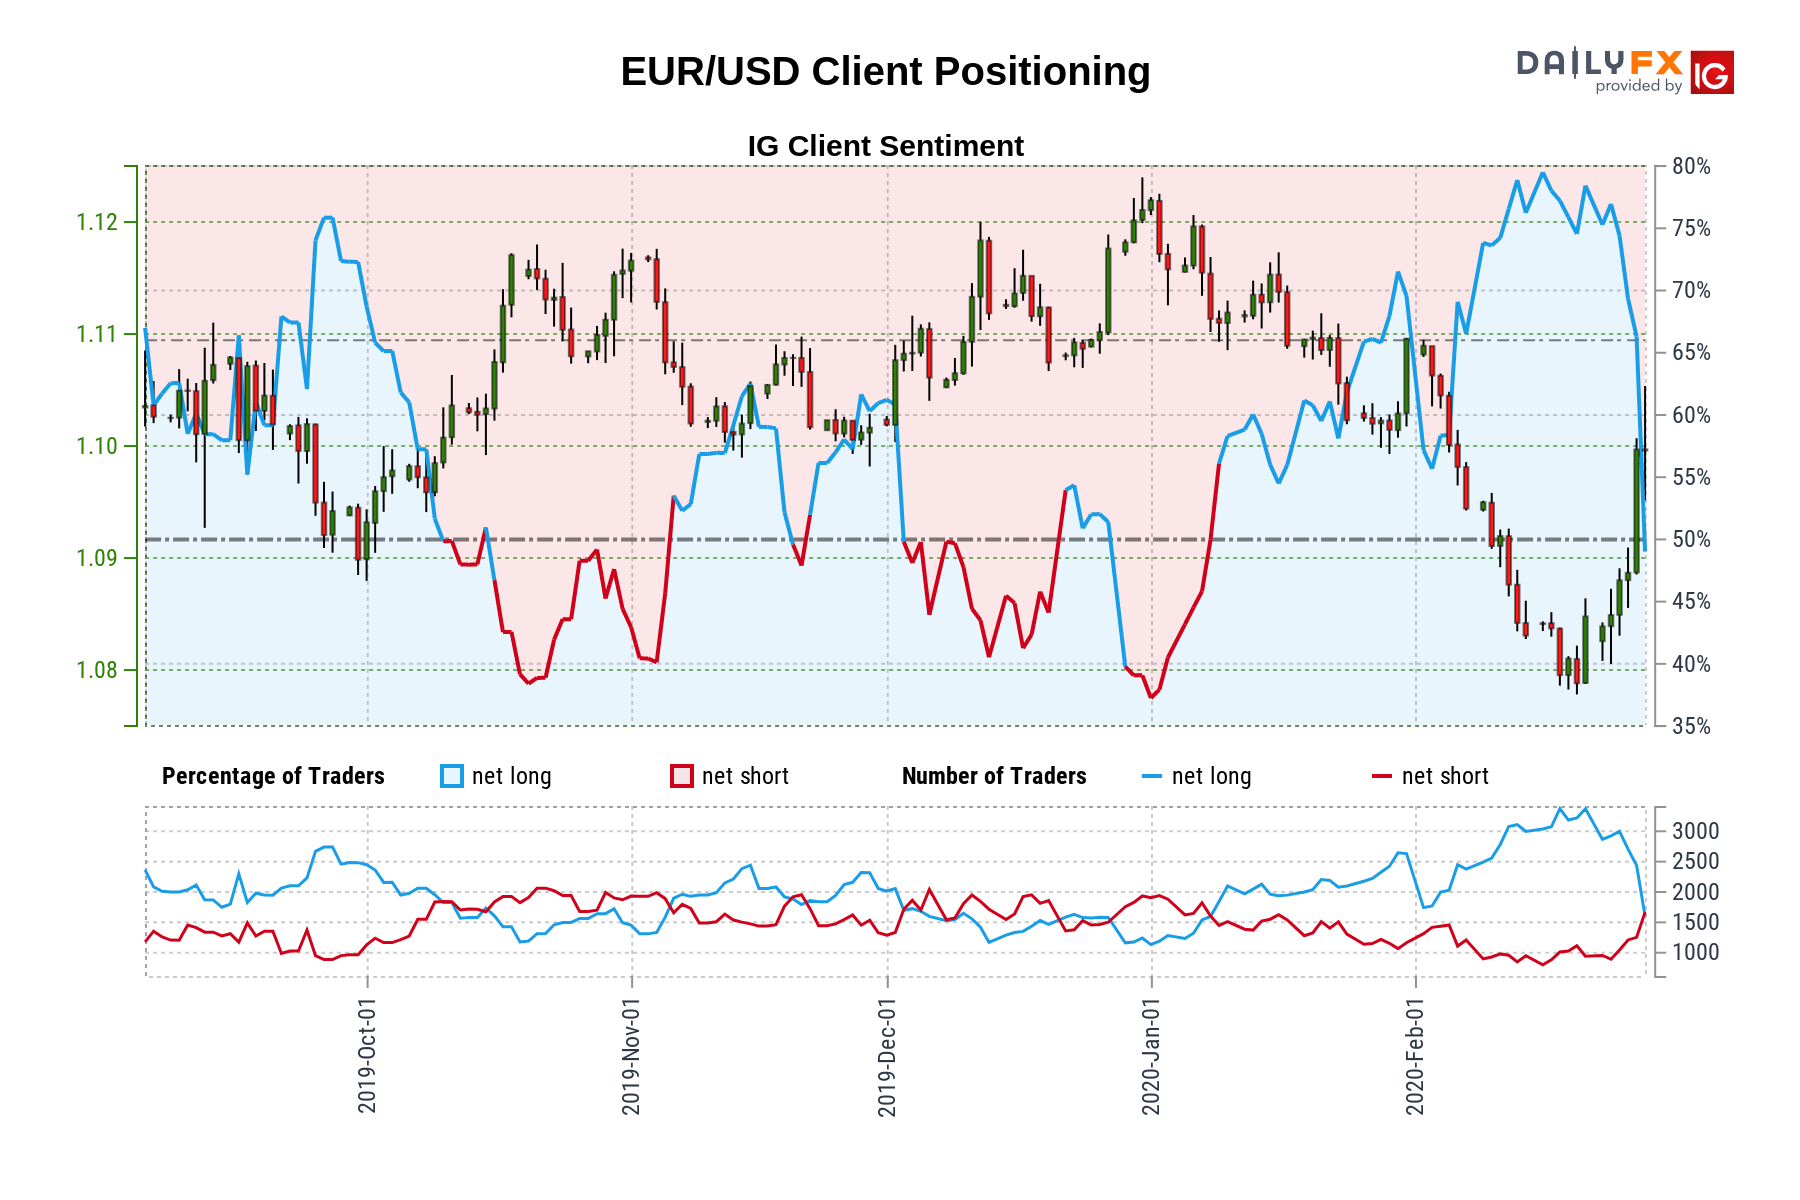 EUR/USD Client Positioning
DAILYFX
provided by IG
IG Client Sentiment
1.12
1.11
1.10
1.09
1.08
80%
75%
70%
65%
60%
55%
50%
45%
40%
35%
Percentage of Traders net long net short Number of Traders net long net short
3000
2500
2000
1500
1000
2019-Oct-01
2019-Nov-01
2019-Dec-01
2020-Jan-01
2020-Feb-01